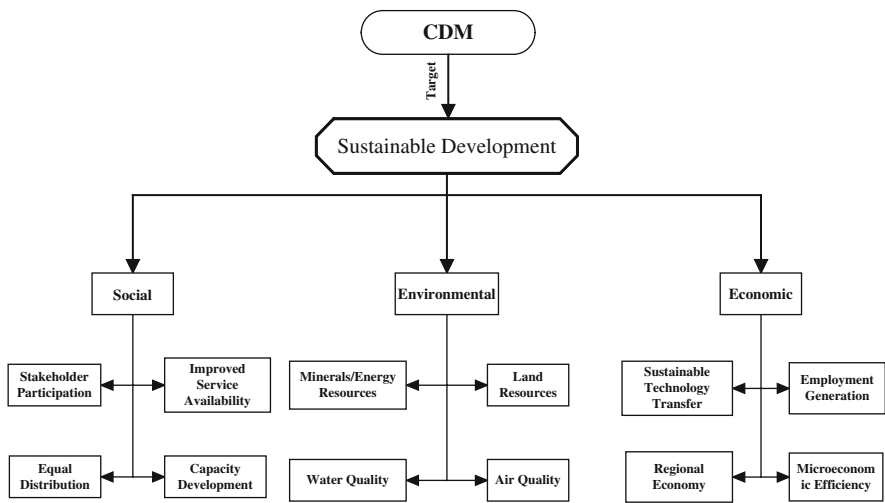 CDM
Target
Sustainable Development
Social
Environmental
Economic
Stakeholder
Participation
Improved
Service
Availability
Minerals/Energy
Resources
Land
Resources
Sustainable
Technology
Transfer
Employment
Generation
Equal
Distribution
Capacity
Development
Water Quality
Air Quality
Regional
Economy
Microeconom
ic Efficiency